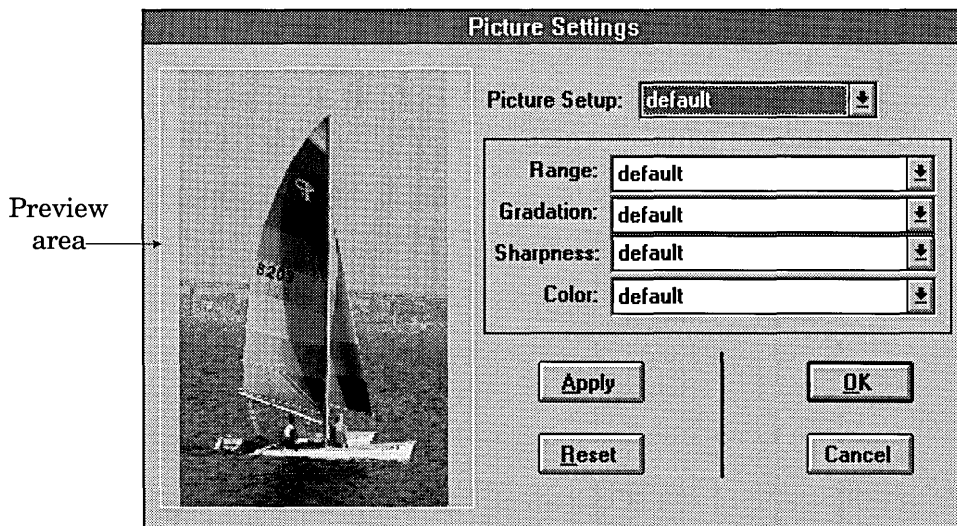 Picture Settings
Picture Setup: default
Preview area
Range: default
Gradation: default
Sharpness: default
Color: default
8209
Apply
OK
Reset
Cancel